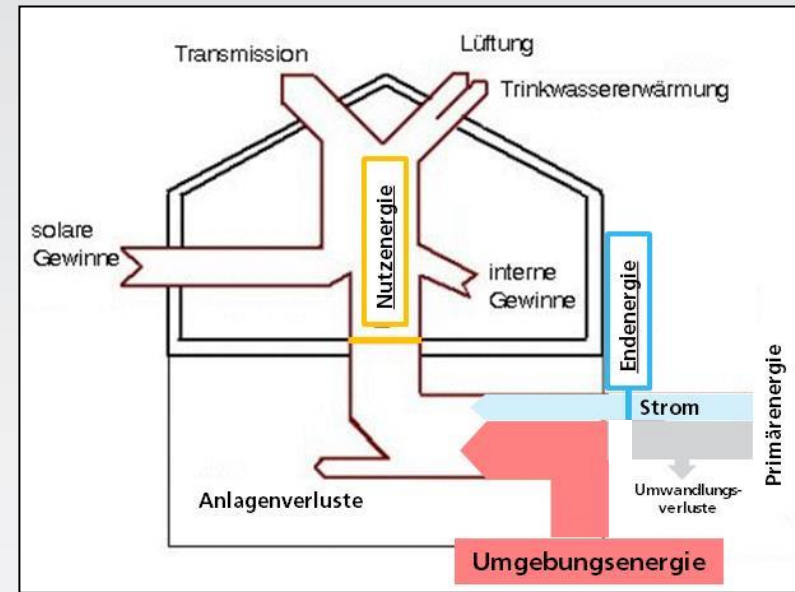 Transmission
Lüftung
Trinkwassererwärmung
solare
Gewinne
Nutzenergie
interne
Gewinne
Endenergie
Strom
Primärenergie
Umwandlungs-
verluste
Anlagenverluste
Umgebungsenergie